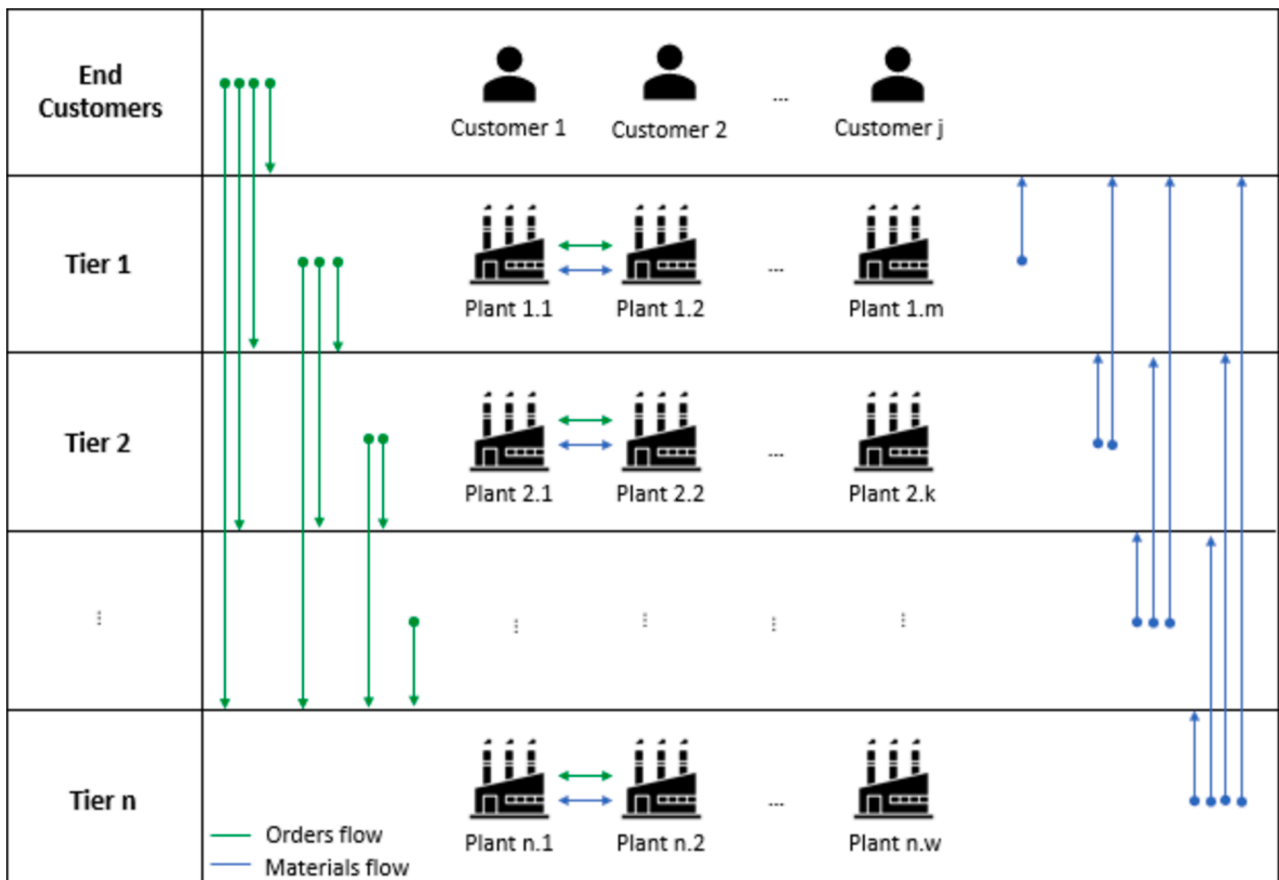 End
Customers
Customer 1
Customer 2
...
Customer j
Tier 1
Plant 1.1
Plant 1.2
...
Plant 1.m
Tier 2
Plant 2.1
Plant 2.2
...
Plant 2.k
...
...
...
...
...
Tier n
Plant n.1
Plant n.2
...
Plant n.w
Orders flow
Materials flow